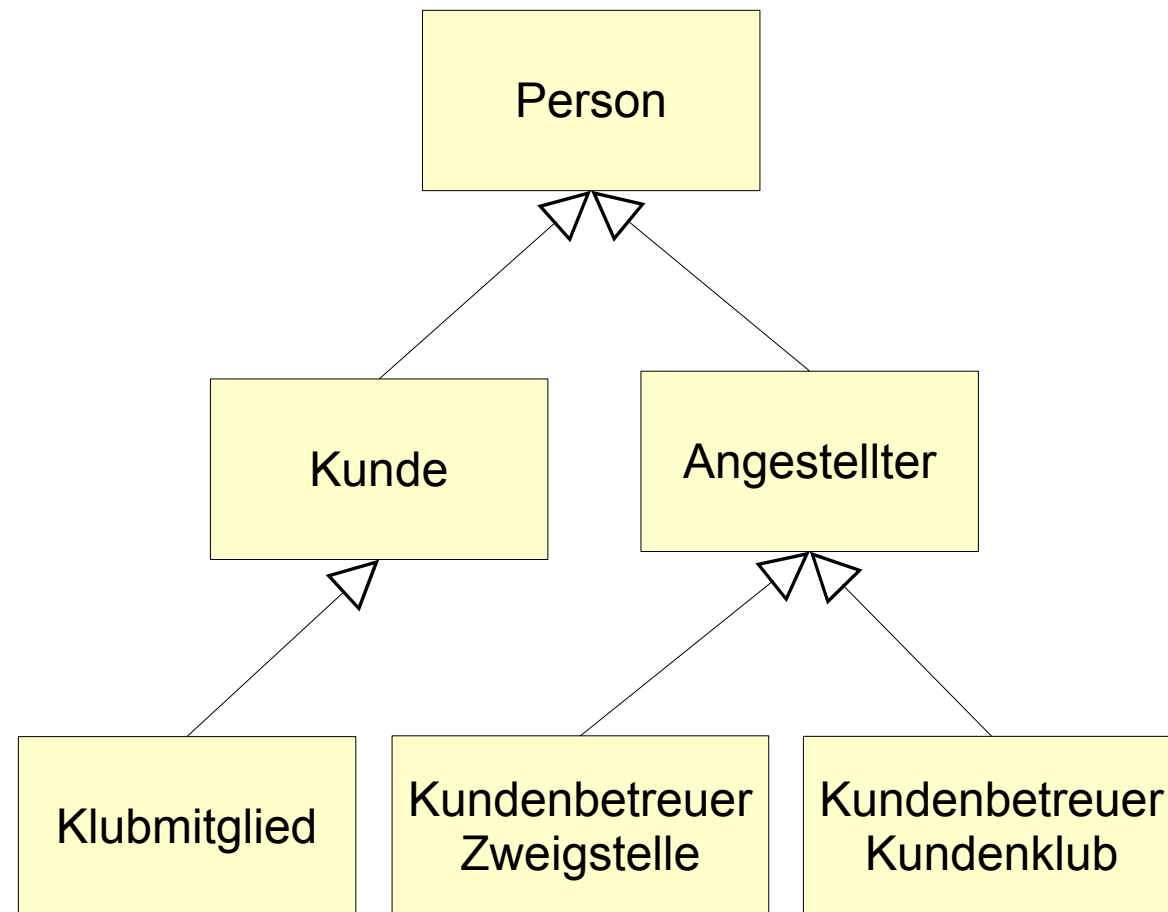 Person
Kunde
Angestellter
Klubmitglied
Kundenbetreuer
Zweigstelle
Kundenbetreuer
Kundenklub